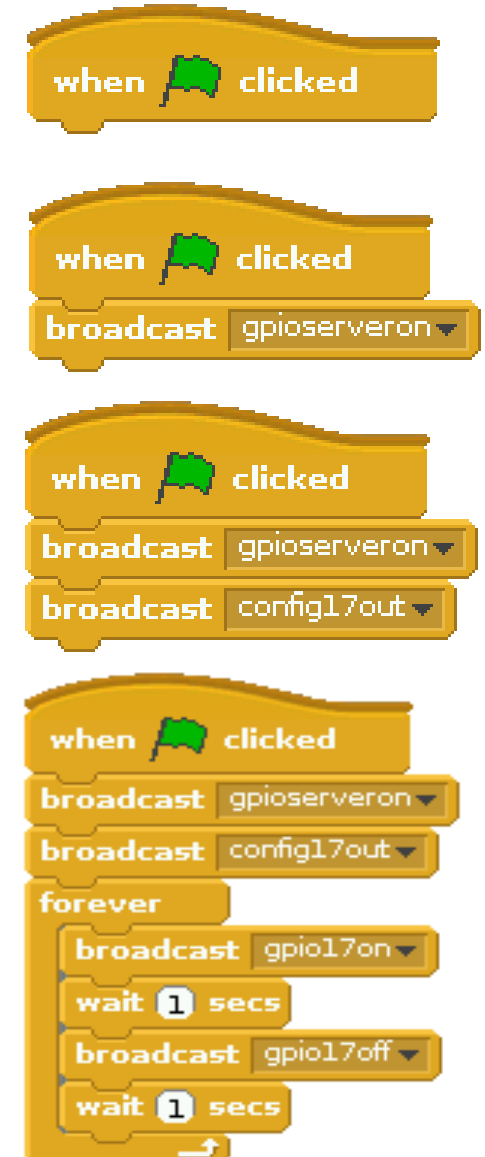 when clicked
when clicked
broadcast gpioserveron
when clicked
broadcast gpioserveron
broadcast config17out
when clicked
broadcast gpioserveron
broadcast config17out
forever
broadcast gpio17on
wait 1 secs
broadcast gpio17off
wait 1 secs